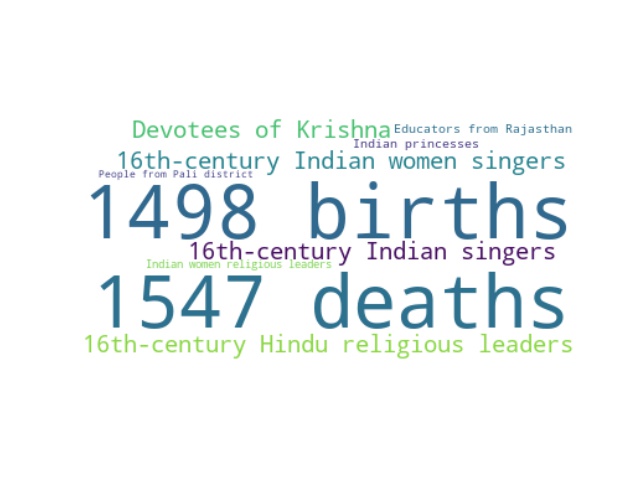 Devotees of Krishna
Educators from Rajasthan
Indian princesses
16th-century Indian women singers
People from Pali district
1498 births
16th-century Indian singers
Indian women religious leaders
1547 deaths
16th-century Hindu religious leaders